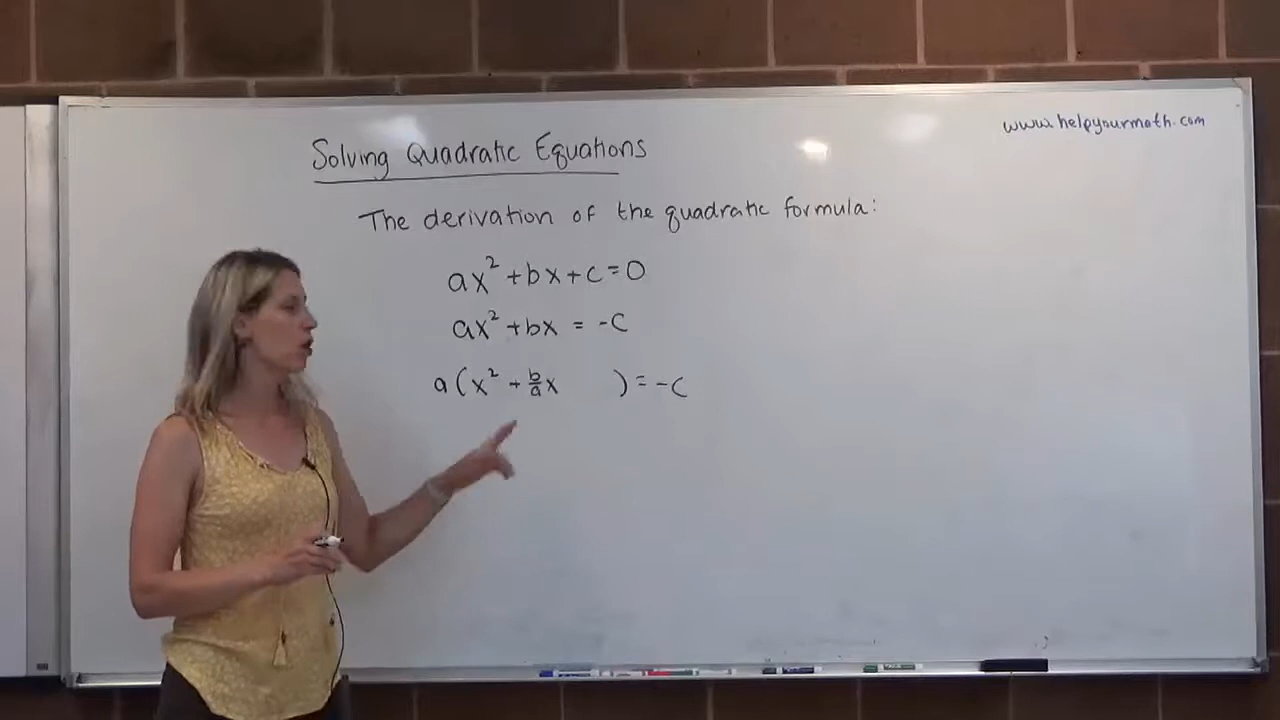 www.helpyourmath.com
Solving Quadratic Equations
The derivation of the quadratic formula:
ax² + bx + c = 0
ax² + bx = -c
a(x² + b/a x    ) = -c